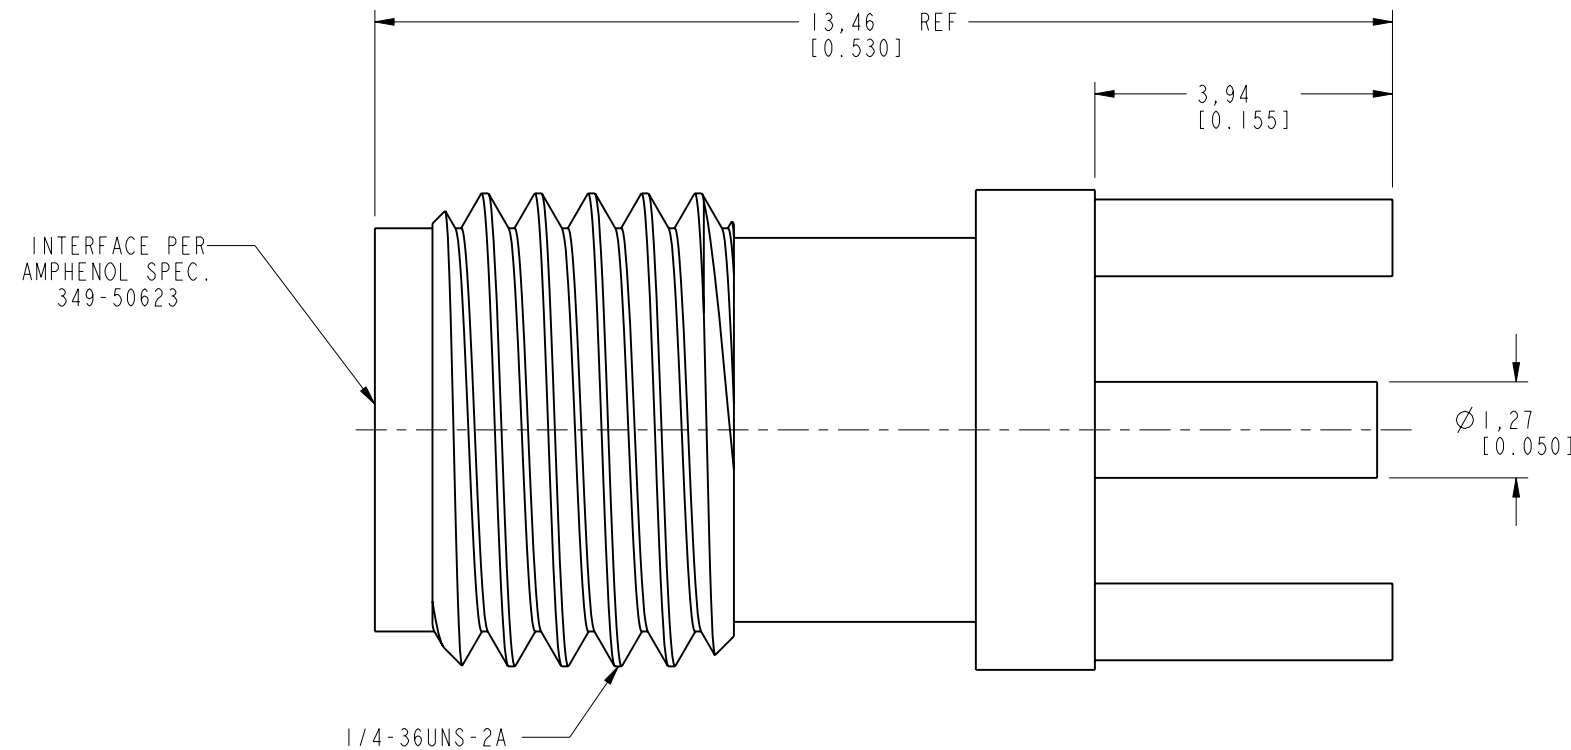 13,46 REF
[0.530]
3,94
[0.155]
INTERFACE PER
AMPHENOL SPEC.
349-50623
Ø1,27
[0.050]
1/4-36UNS-2A